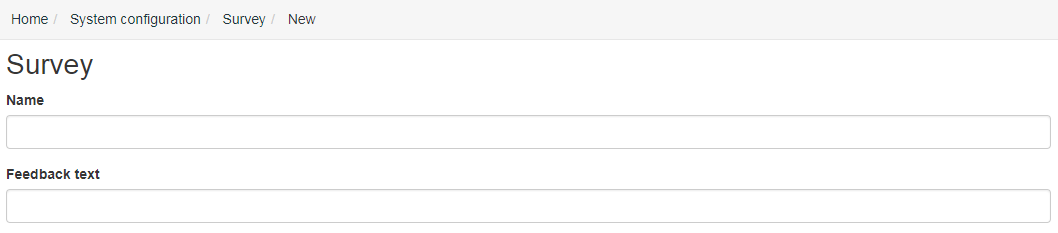 Home / System configuration / Survey / New
Survey
Name
Feedback text